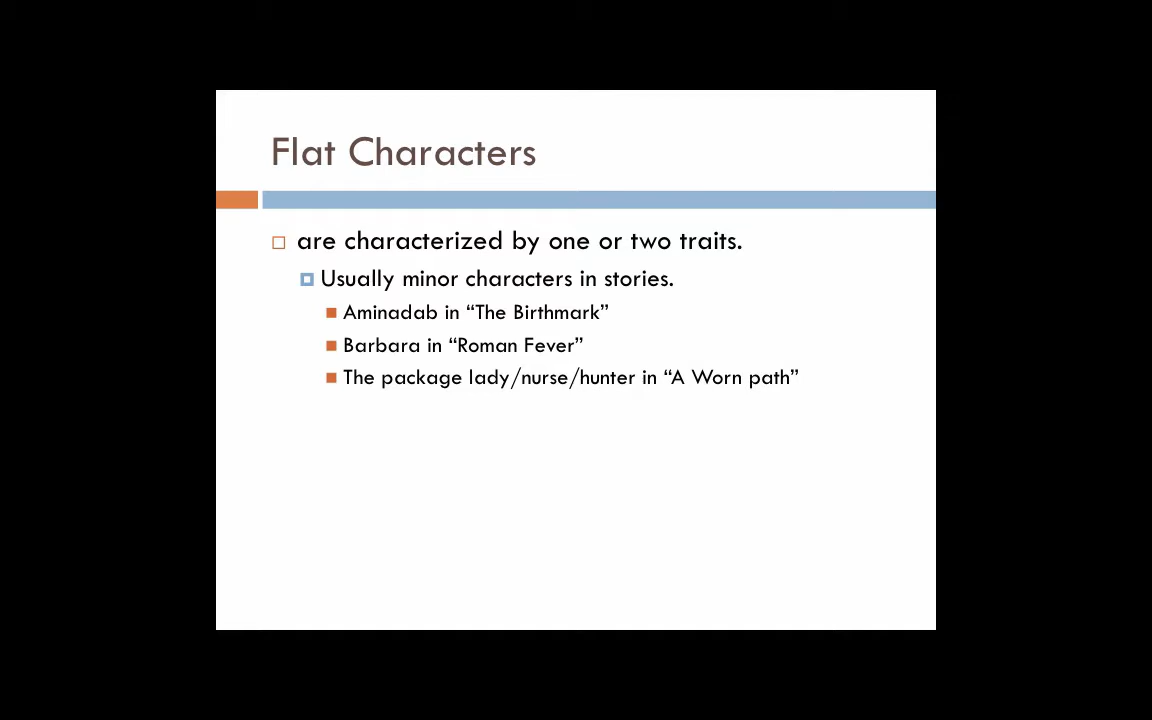 Flat Characters
are characterized by one or two traits.
Usually minor characters in stories.
Aminadab in “The Birthmark”
Barbara in “Roman Fever”
The package lady/nurse/hunter in “A Worn path”